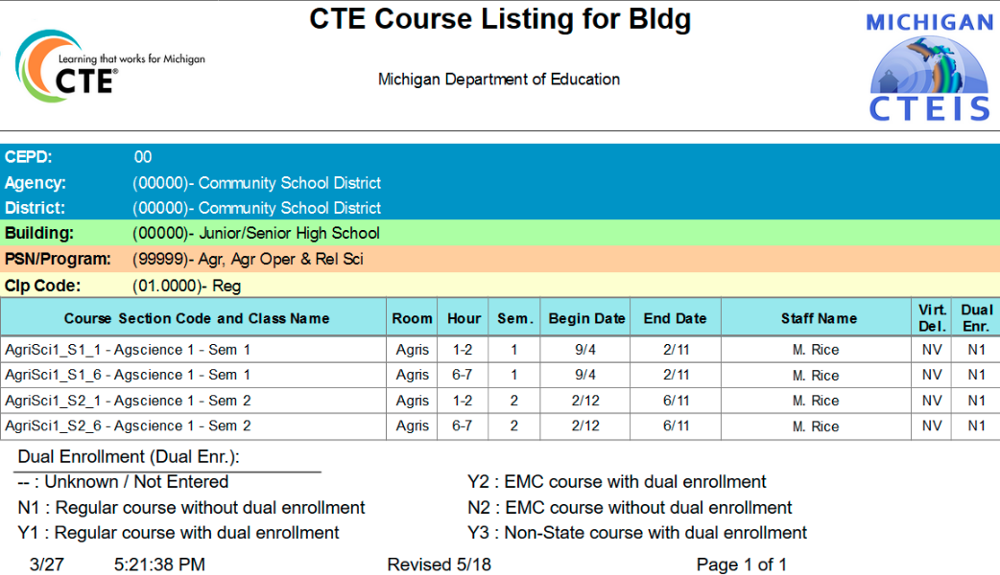 CTE Course Listing for Bldg
MICHIGAN
Learning that works for Michigan
CTE®
Michigan Department of Education
CTEIS
CEPD: 00
Agency: (00000)- Community School District
District: (00000)- Community School District
Building: (00000)- Junior/Senior High School
PSN/Program: (99999)- Agr, Agr Oper & Rel Sci
Cip Code: (01.0000)- Reg
Course Section Code and Class Name Room Hour Sem. Begin Date End Date Staff Name Virt. Del. Dual Enr.
AgriSci1_S1_1 - Agscience 1 - Sem 1 Agris 1-2 1 9/4 2/11 M. Rice NV N1
AgriSci1_S1_6 - Agscience 1 - Sem 1 Agris 6-7 1 9/4 2/11 M. Rice NV N1
AgriSci1_S2_1 - Agscience 1 - Sem 2 Agris 1-2 2 2/12 6/11 M. Rice NV N1
AgriSci1_S2_6 - Agscience 1 - Sem 2 Agris 6-7 2 2/12 6/11 M. Rice NV N1
Dual Enrollment (Dual Enr.):
-- : Unknown / Not Entered Y2 : EMC course with dual enrollment
N1 : Regular course without dual enrollment N2 : EMC course without dual enrollment
Y1 : Regular course with dual enrollment Y3 : Non-State course with dual enrollment
3/27 5:21:38 PM Revised 5/18 Page 1 of 1